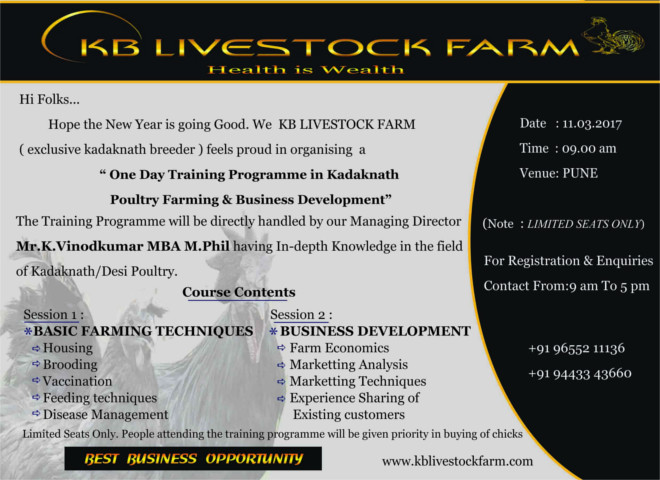 KB LIVESTOCK FARM
Health is Wealth
Hi Folks...
Hope the New Year is going Good. We KB LIVESTOCK FARM
( exclusive kadaknath breeder ) feels proud in organising a
“ One Day Training Programme in Kadaknath
Poultry Farming & Business Development”
The Training Programme will be directly handled by our Managing Director
Mr.K.Vinodkumar MBA M.Phil having In-depth Knowledge in the field
of Kadaknath/Desi Poultry.
Course Contents
Session 1 :
*BASIC FARMING TECHNIQUES
⇨ Housing
⇨ Brooding
⇨ Vaccination
⇨ Feeding techniques
⇨ Disease Management
Session 2 :
* BUSINESS DEVELOPMENT
⇨ Farm Economics
⇨ Marketting Analysis
⇨ Marketting Techniques
⇨ Experience Sharing of
Existing customers
Limited Seats Only. People attending the training programme will be given priority in buying of chicks
BEST BUSINESS OPPORTUNITY
www.kblivestockfarm.com
Date : 11.03.2017
Time : 09.00 am
Venue: PUNE
(Note : LIMITED SEATS ONLY)
For Registration & Enquiries
Contact From:9 am To 5 pm
+91 96552 11136
+91 94433 43660